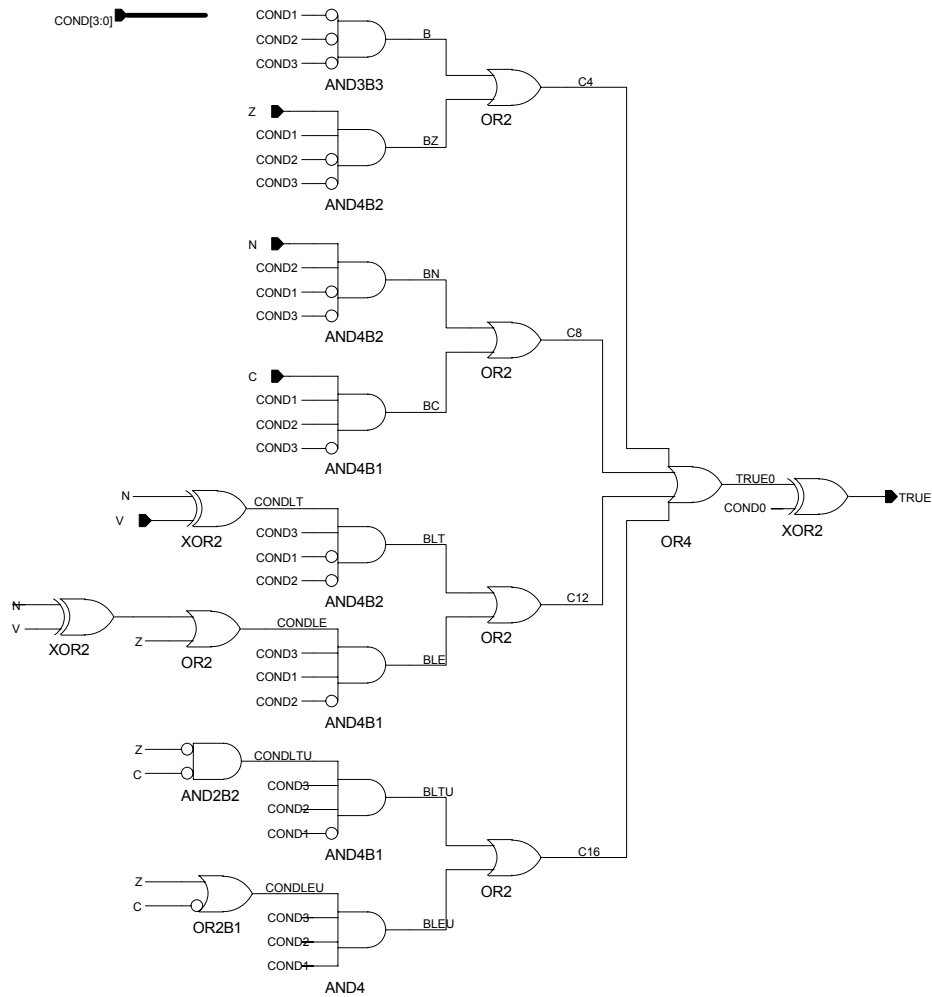 COND[3:0]
COND1
COND2
COND3
B
AND3B3
Z
COND1
COND2
COND3
BZ
AND4B2
OR2
C4
N
COND2
COND1
COND3
BN
AND4B2
C
COND1
COND2
COND3
BC
AND4B1
OR2
C8
N
V
XOR2
CONDLT
COND3
COND1
COND2
BLT
AND4B2
N
V
XOR2
Z
OR2
CONDLE
COND3
COND1
COND2
BLE
AND4B1
OR2
C12
Z
C
AND2B2
CONDLTU
COND3
COND2
COND1
BLTU
AND4B1
Z
C
OR2B1
CONDLEU
COND3
COND2
COND1
BLEU
AND4
OR2
C16
OR4
TRUE0
COND0
XOR2
TRUE